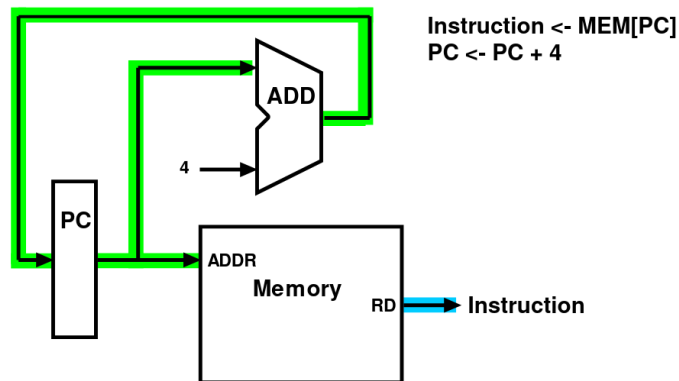 Instruction <- MEM[PC]
PC <- PC + 4
ADD
4
PC
ADDR
Memory
RD
Instruction